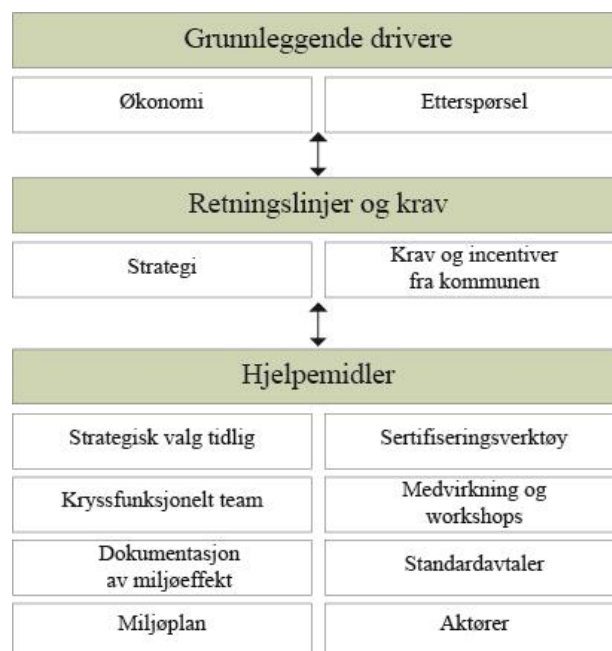 Grunnleggende drivere
Økonomi
Etterspørsel
Retningslinjer og krav
Strategi
Krav og incentiver
fra kommunen
Hjelpemidler
Strategisk valg tidlig
Sertifiseringsverktøy
Kryssfunksjonelt team
Medvirkning og
workshops
Dokumentasjon
av miljøeffekt
Standardavtaler
Miljøplan
Aktører